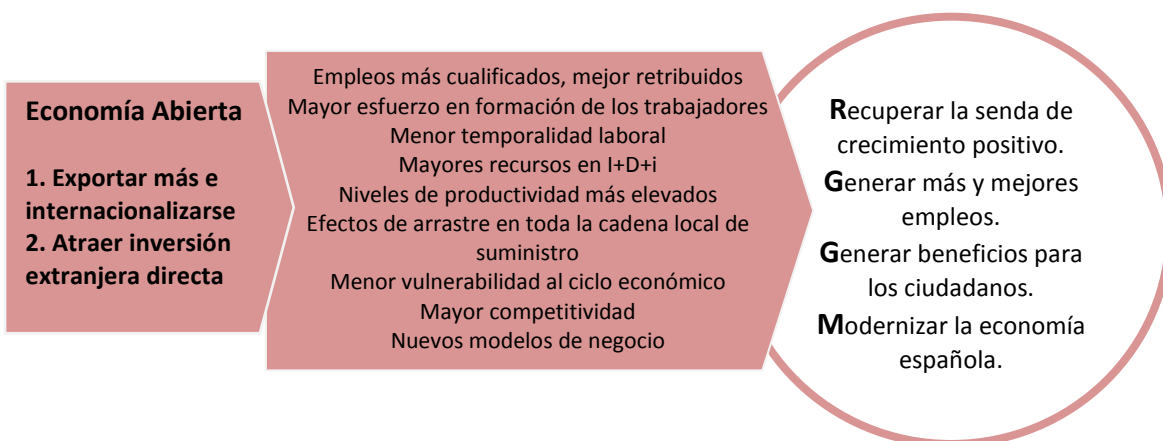 Economía Abierta
1. Exportar más e
internacionalizarse
2. Atraer inversión
extranjera directa
Empleos más cualificados, mejor retribuidos
Mayor esfuerzo en formación de los trabajadores
Menor temporalidad laboral
Mayores recursos en I+D+i
Niveles de productividad más elevados
Efectos de arrastre en toda la cadena local de
suministro
Menor vulnerabilidad al ciclo económico
Mayor competitividad
Nuevos modelos de negocio
Recuperar la senda de
crecimiento positivo.
Generar más y mejores
empleos.
Generar beneficios para
los ciudadanos.
Modernizar la economía
española.